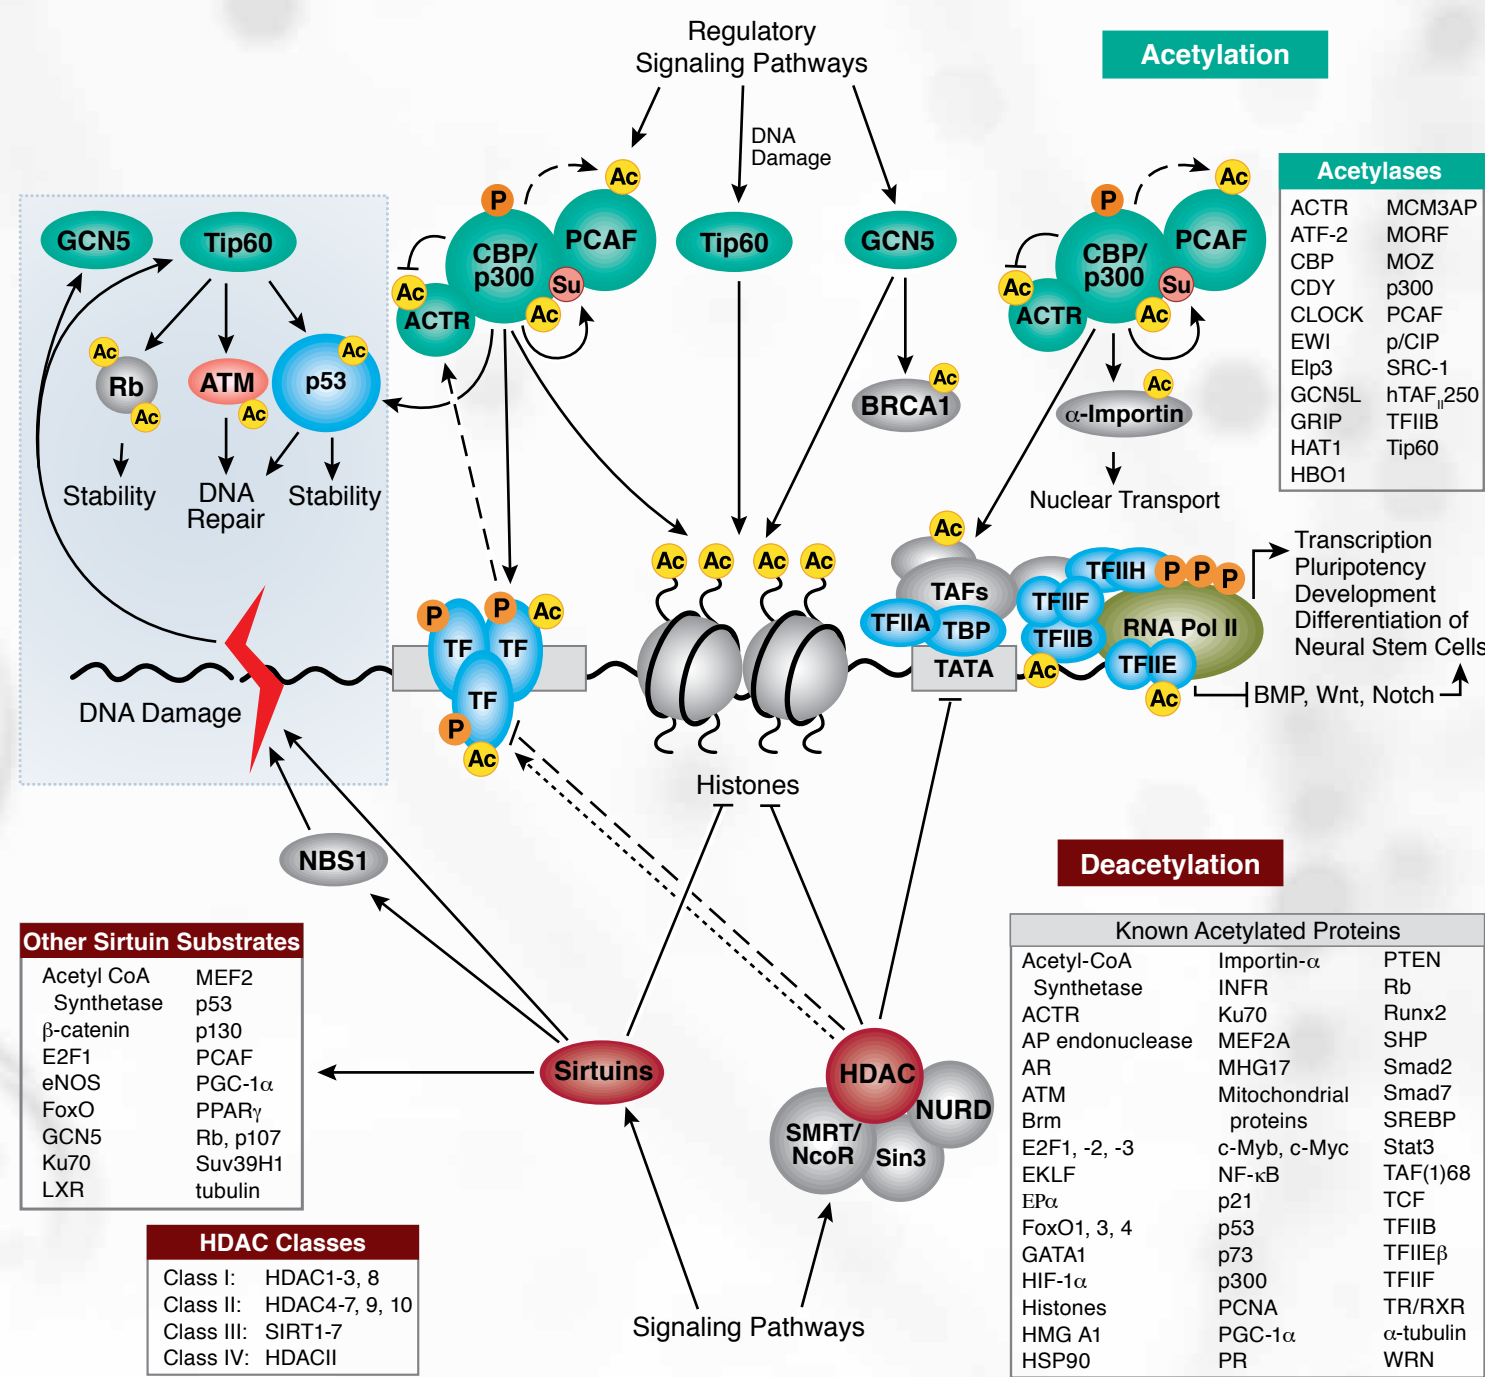 Regulatory
Signaling Pathways
Acetylation
DNA
Damage
Ac
P
CBP/
p300
PCAF
Su
Ac
Ac
ACTR
Tip60
GCN5
Ac
BRCA1
GCN5
Tip60
Ac
Rb
Ac
ATM
Ac
Ac
p53
Stability
DNA
Repair
Stability
Ac
P
CBP/
p300
PCAF
Su
Ac
Ac
ACTR
Ac
α-Importin
Nuclear Transport
Acetylases
ACTR
ATF-2
CBP
CDY
CLOCK
EWI
Elp3
GCN5L
GRIP
HAT1
HBO1
MCM3AP
MORF
MOZ
p300
PCAF
p/CIP
SRC-1
hTAFII250
TFIIB
Tip60
DNA Damage
P
P
Ac
TF
TF
TF
P
Ac
Ac
Ac
Ac
Ac
Histones
Ac
TAFs
TFIIA
TBP
TATA
TFIIH
P
P
P
TFIIF
TFIIB
RNA Pol II
TFIIE
Ac
Ac
Transcription
Pluripotency
Development
Differentiation of
Neural Stem Cells
BMP, Wnt, Notch
NBS1
Deacetylation
Other Sirtuin Substrates
Acetyl CoA
Synthetase
β-catenin
E2F1
eNOS
FoxO
GCN5
Ku70
LXR
MEF2
p53
p130
PCAF
PGC-1α
PPARγ
Rb, p107
Suv39H1
tubulin
Sirtuins
HDAC
NURD
SMRT/
NcoR
Sin3
Signaling Pathways
HDAC Classes
Class I: HDAC1-3, 8
Class II: HDAC4-7, 9, 10
Class III: SIRT1-7
Class IV: HDACII
Known Acetylated Proteins
Acetyl-CoA
Synthetase
ACTR
AP endonuclease
AR
ATM
Brm
E2F1, -2, -3
EKLF
EPα
FoxO1, 3, 4
GATA1
HIF-1α
Histones
HMG A1
HSP90
Importin-α
INFR
Ku70
MEF2A
MHG17
Mitochondrial
proteins
c-Myb, c-Myc
NF-κB
p21
p53
p73
p300
PCNA
PGC-1α
PR
PTEN
Rb
Runx2
SHP
Smad2
Smad7
SREBP
Stat3
TAF(1)68
TCF
TFIIB
TFIIEβ
TFIIF
TR/RXR
α-tubulin
WRN